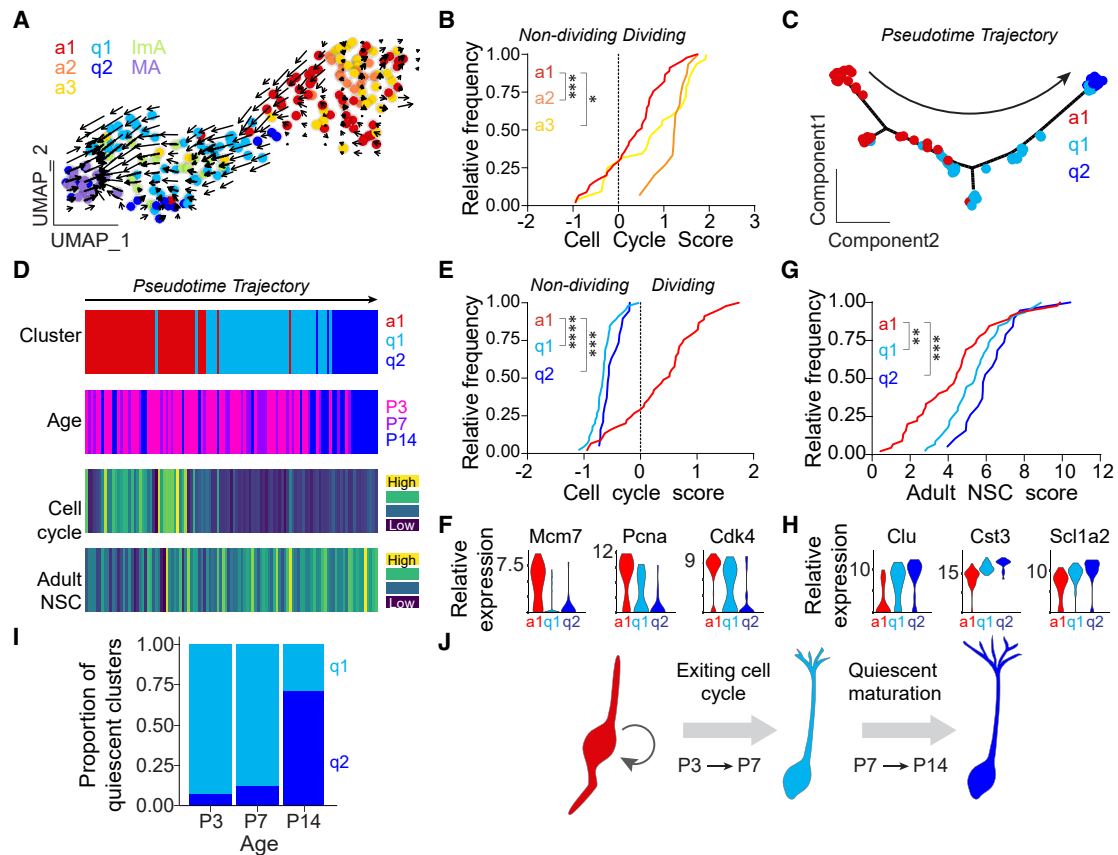 A
a1 q1 ImA
a2 q2 MA
a3
UMAP_2
UMAP_1
B
Non-dividing Dividing
Relative frequency
1.00
0.75
0.50
0.25
0.00
a1
a2
a3
***
*
-2 -1 0 1 2 3
Cell Cycle Score
C
Pseudotime Trajectory
a1
q1
q2
Component1
Component2
D
Pseudotime Trajectory
Cluster
a1
q1
q2
Age
P3
P7
P14
Cell
cycle
High
Low
Adult
NSC
High
Low
E
Non-dividing Dividing
Relative frequency
1.00
0.75
0.50
0.25
0.00
a1
q1
q2
****
***
-2 -1 0 1 2
Cell cycle score
G
Relative frequency
1.00
0.75
0.50
0.25
0.00
a1
q1
q2
**
***
0 2 4 6 8 10 12
Adult NSC score
F
Relative
expression
Mcm7 Pcna Cdk4
7.5 12 9
a1 q1 q2 a1 q1 q2 a1 q1 q2
H
Relative
expression
Clu Cst3 Scl1a2
10 15 10
a1 q1 q2 a1 q1 q2 a1 q1 q2
I
Proportion of
quiescent clusters
1.00
0.75
0.50
0.25
0.00
q1
q2
P3 P7 P14
Age
J
Exiting cell
cycle
P3 → P7
Quiescent
maturation
P7 → P14